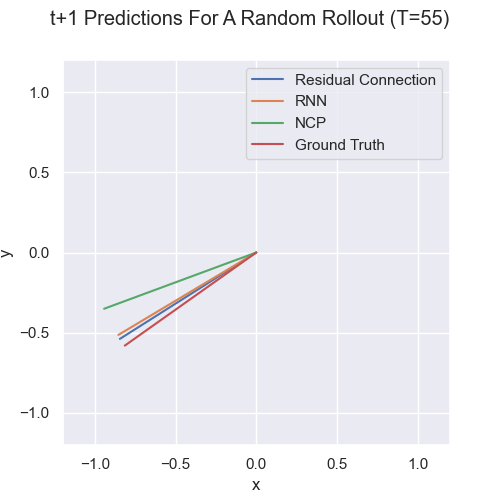 t+1 Predictions For A Random Rollout (T=55)
Residual Connection
RNN
NCP
Ground Truth
1.0
0.5
0.0
−0.5
−1.0
y
−1.0 −0.5 0.0 0.5 1.0
x